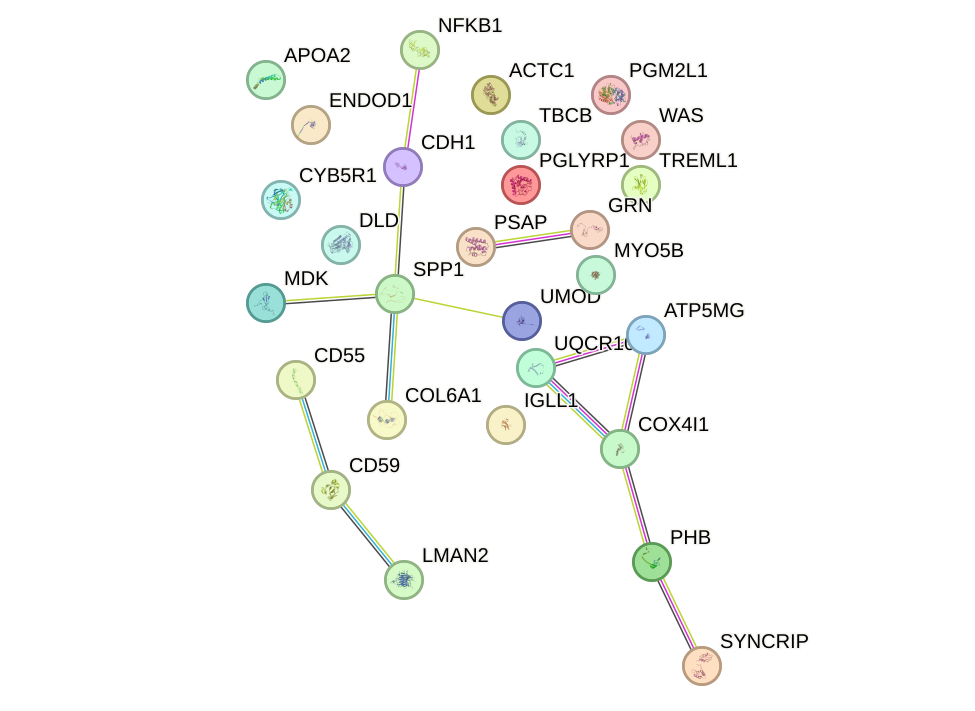 NFKB1
APOA2
ACTC1
PGM2L1
ENDOD1
TBCB
WAS
CDH1
PGLYRP1
TREML1
CYB5R1
GRN
DLD
PSAP
MYO5B
SPP1
MDK
UMOD
ATP5MG
UQCR10
CD55
COL6A1
IGLL1
COX4I1
CD59
PHB
LMAN2
SYNCRIP